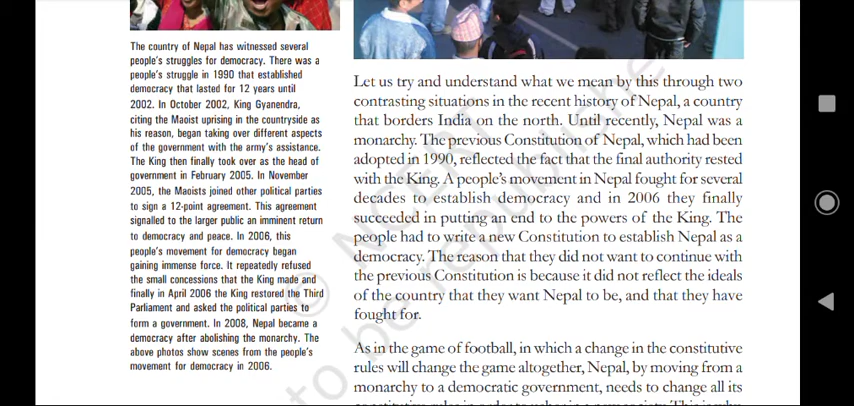 The country of Nepal has witnessed several
people's struggles for democracy. There was a
people's struggle in 1990 that established
democracy that lasted for 12 years until
2002. In October 2002, King Gyanendra,
citing the Maoist uprising in the countryside as
his reason, began taking over different aspects
of the government with the army's assistance.
The King then finally took over as the head of
government in February 2005. In November
2005, the Maoists joined other political parties
to sign a 12-point agreement. This agreement
signalled to the larger public an imminent return
to democracy and peace. In 2006, this
people's movement for democracy began
gaining immense force. It repeatedly refused
the small concessions that the King made and
finally in April 2006 the King restored the Third
Parliament and asked the political parties to
form a government. In 2008, Nepal became a
democracy after abolishing the monarchy. The
above photos show scenes from the people's
movement for democracy in 2006.
Let us try and understand what we mean by this through two
contrasting situations in the recent history of Nepal, a country
that borders India on the north. Until recently, Nepal was a
monarchy. The previous Constitution of Nepal, which had been
adopted in 1990, reflected the fact that the final authority rested
with the King. A people's movement in Nepal fought for several
decades to establish democracy and in 2006 they finally
succeeded in putting an end to the powers of the King. The
people had to write a new Constitution to establish Nepal as a
democracy. The reason that they did not want to continue with
the previous Constitution is because it did not reflect the ideals
of the country that they want Nepal to be, and that they have
fought for.
As in the game of football, in which a change in the constitutive
rules will change the game altogether, Nepal, by moving from a
monarchy to a democratic government, needs to change all its
© NCERT
to be republished